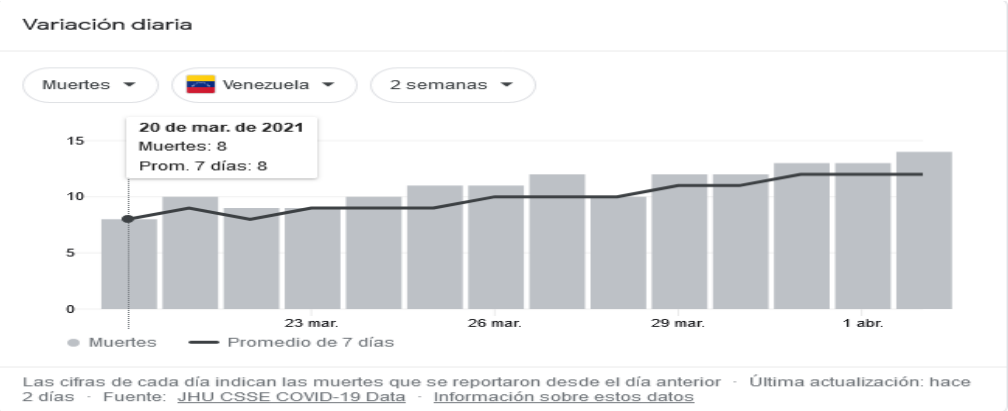 Variación diaria
Muertes
Venezuela
2 semanas
20 de mar. de 2021
Muertes: 8
Prom. 7 días: 8
15
10
5
0
23 mar.
26 mar.
29 mar.
1 abr.
Muertes
Promedio de 7 días
Las cifras de cada día indican las muertes que se reportaron desde el día anterior · Última actualización: hace
2 días · Fuente: JHU CSSE COVID-19 Data · Información sobre estos datos